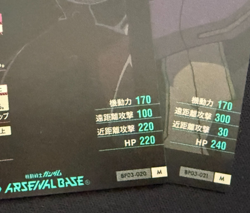 機動力 170
遠距離攻撃 100
近距離攻撃 220
HP 220
機動戦士ガンダム
ARSENALBASE
BP03-020 M
機動力 170
遠距離攻撃 300
近距離攻撃 30
HP 240
BP03-021 M